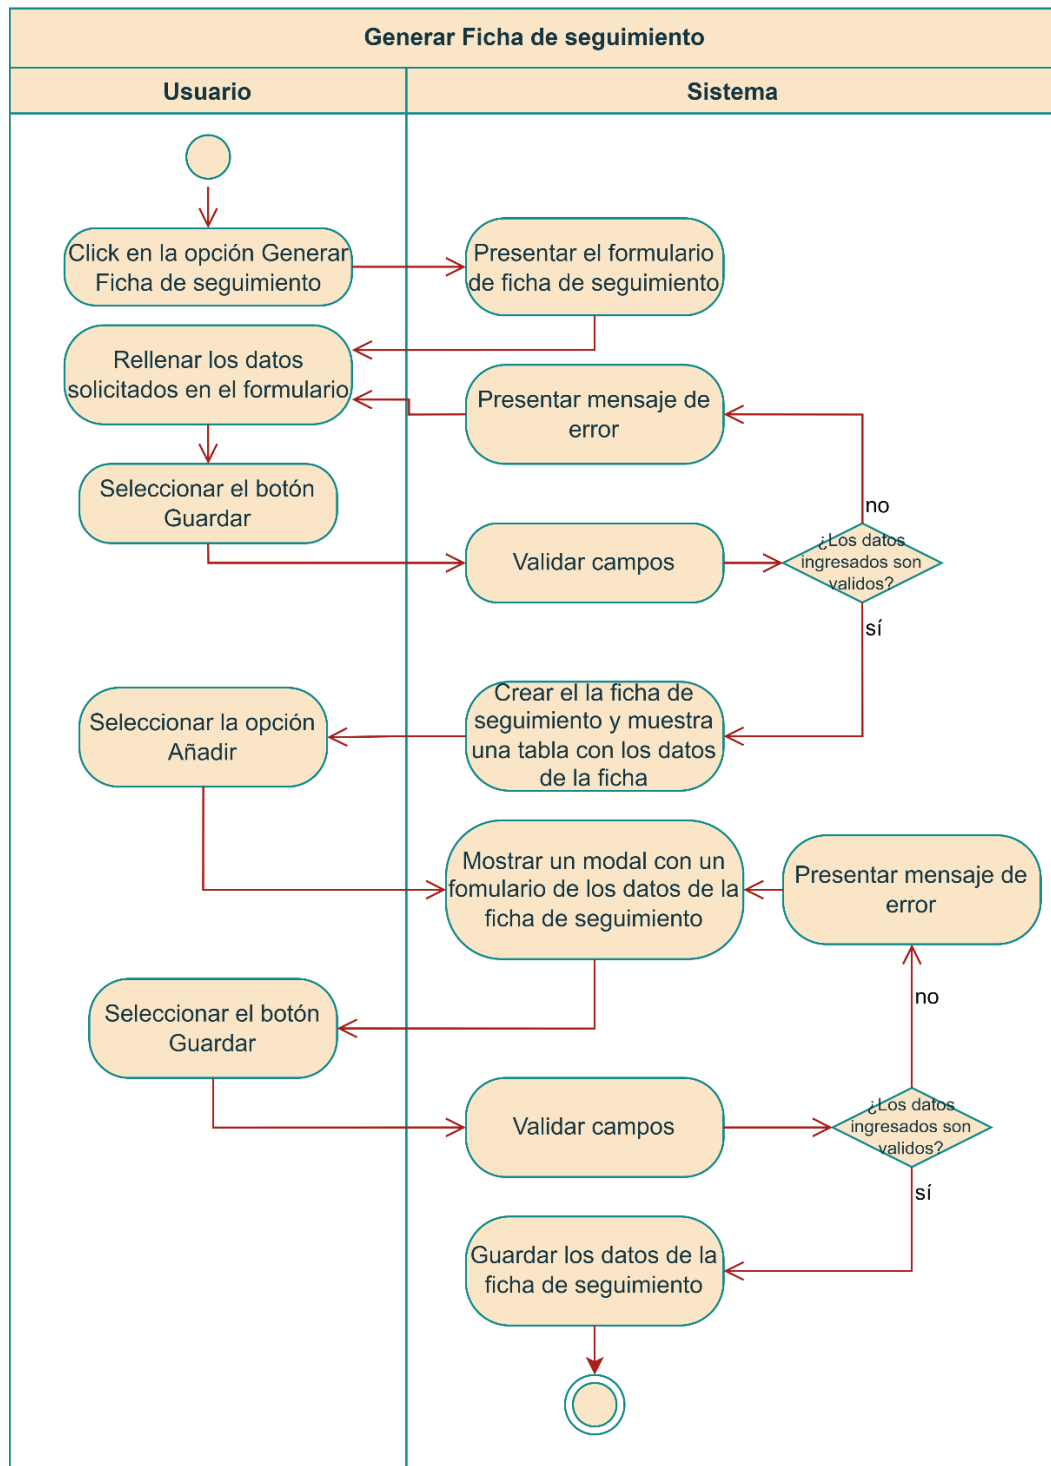 Generar Ficha de seguimiento
Usuario
Sistema
Click en la opción Generar
Ficha de seguimiento
Presentar el formulario
de ficha de seguimiento
Rellenar los datos
solicitados en el formulario
Presentar mensaje de
error
Seleccionar el botón
Guardar
no
Validar campos
¿Los datos
ingresados son
validos?
sí
Seleccionar la opción
Añadir
Crear el la ficha de
seguimiento y muestra
una tabla con los datos
de la ficha
Mostrar un modal con un
fomulario de los datos de la
ficha de seguimiento
Presentar mensaje de
error
Seleccionar el botón
Guardar
no
Validar campos
¿Los datos
ingresados son
validos?
sí
Guardar los datos de la
ficha de seguimiento